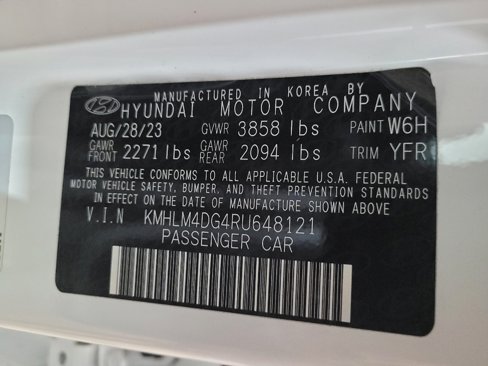 MANUFACTURED IN KOREA BY
HYUNDAI MOTOR COMPANY
AUG/28/23 GVWR 3858 lbs PAINT W6H
GAWR FRONT 2271 lbs GAWR REAR 2094 lbs TRIM YFR
THIS VEHICLE CONFORMS TO ALL APPLICABLE U.S.A. FEDERAL
MOTOR VEHICLE SAFETY, BUMPER, AND THEFT PREVENTION STANDARDS
IN EFFECT ON THE DATE OF MANUFACTURE SHOWN ABOVE
V.I.N KMHLM4DG4RU648121
PASSENGER CAR